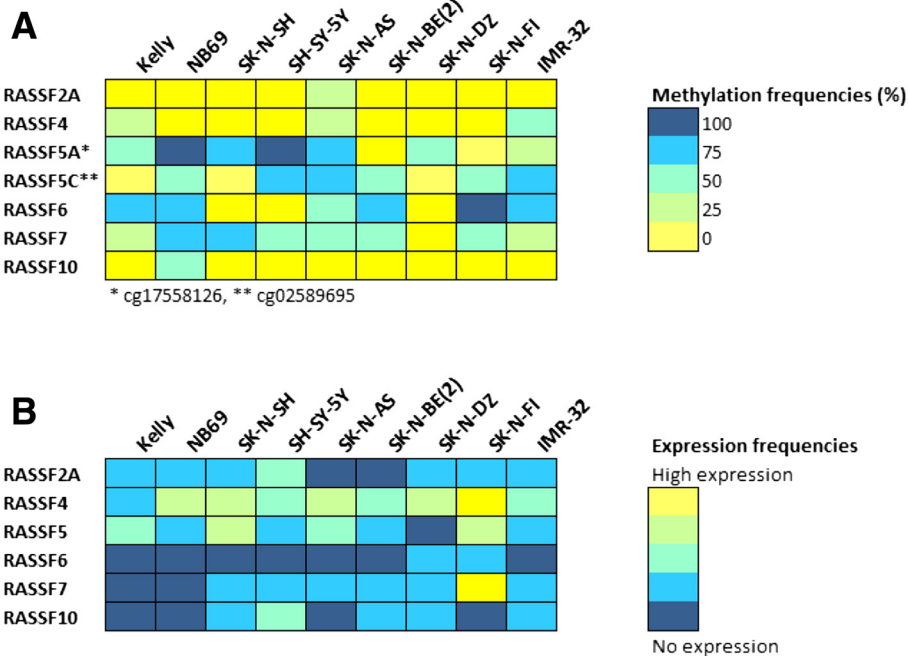 A
Kelly NB69 SK-N-SH SH-SY-5Y SK-N-AS SK-N-BE(2) SK-N-DZ SK-N-FI IMR-32
RASSF2A
RASSF4
RASSF5A*
RASSF5C**
RASSF6
RASSF7
RASSF10
* cg17558126, ** cg02589695
Methylation frequencies (%)
100
75
50
25
0
B
Kelly NB69 SK-N-SH SH-SY-5Y SK-N-AS SK-N-BE(2) SK-N-DZ SK-N-FI IMR-32
RASSF2A
RASSF4
RASSF5
RASSF6
RASSF7
RASSF10
Expression frequencies
High expression
No expression